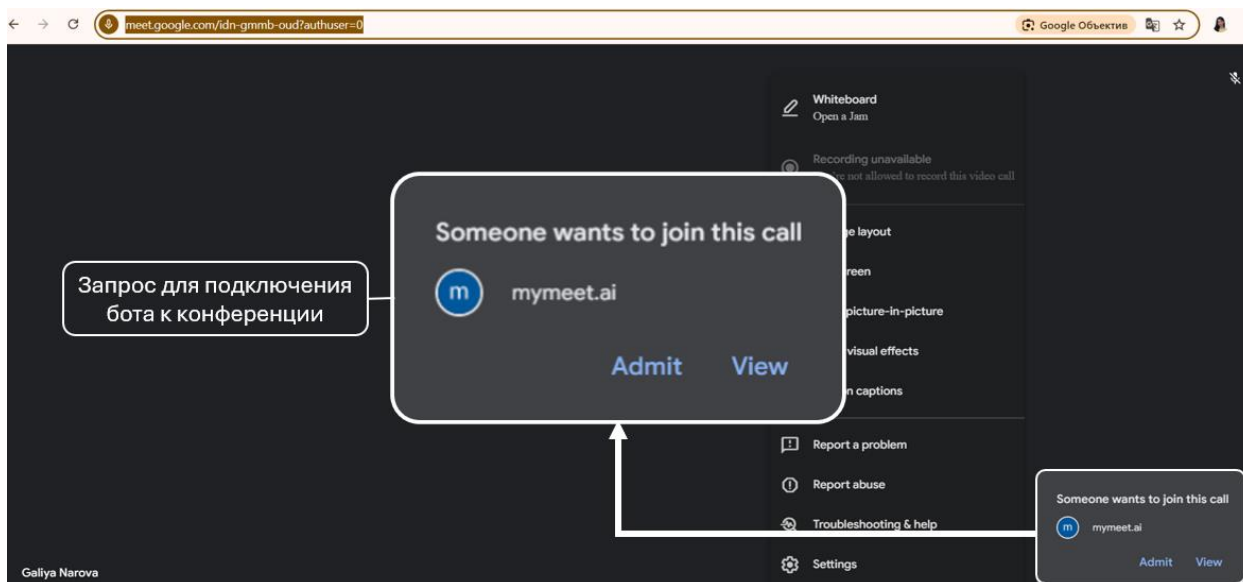 meet.google.com/idn-gmmb-oud?authuser=0
Google Объектив
Whiteboard
Open a Jam
Recording unavailable
not allowed to record this video call
layout
picture-in-picture
visual effects
captions
Report a problem
Report abuse
Troubleshooting & help
Settings
Запрос для подключения
бота к конференции
Someone wants to join this call
m mymeet.ai
Admit View
Someone wants to join this call
m mymeet.ai
Admit View
Galiya Narova